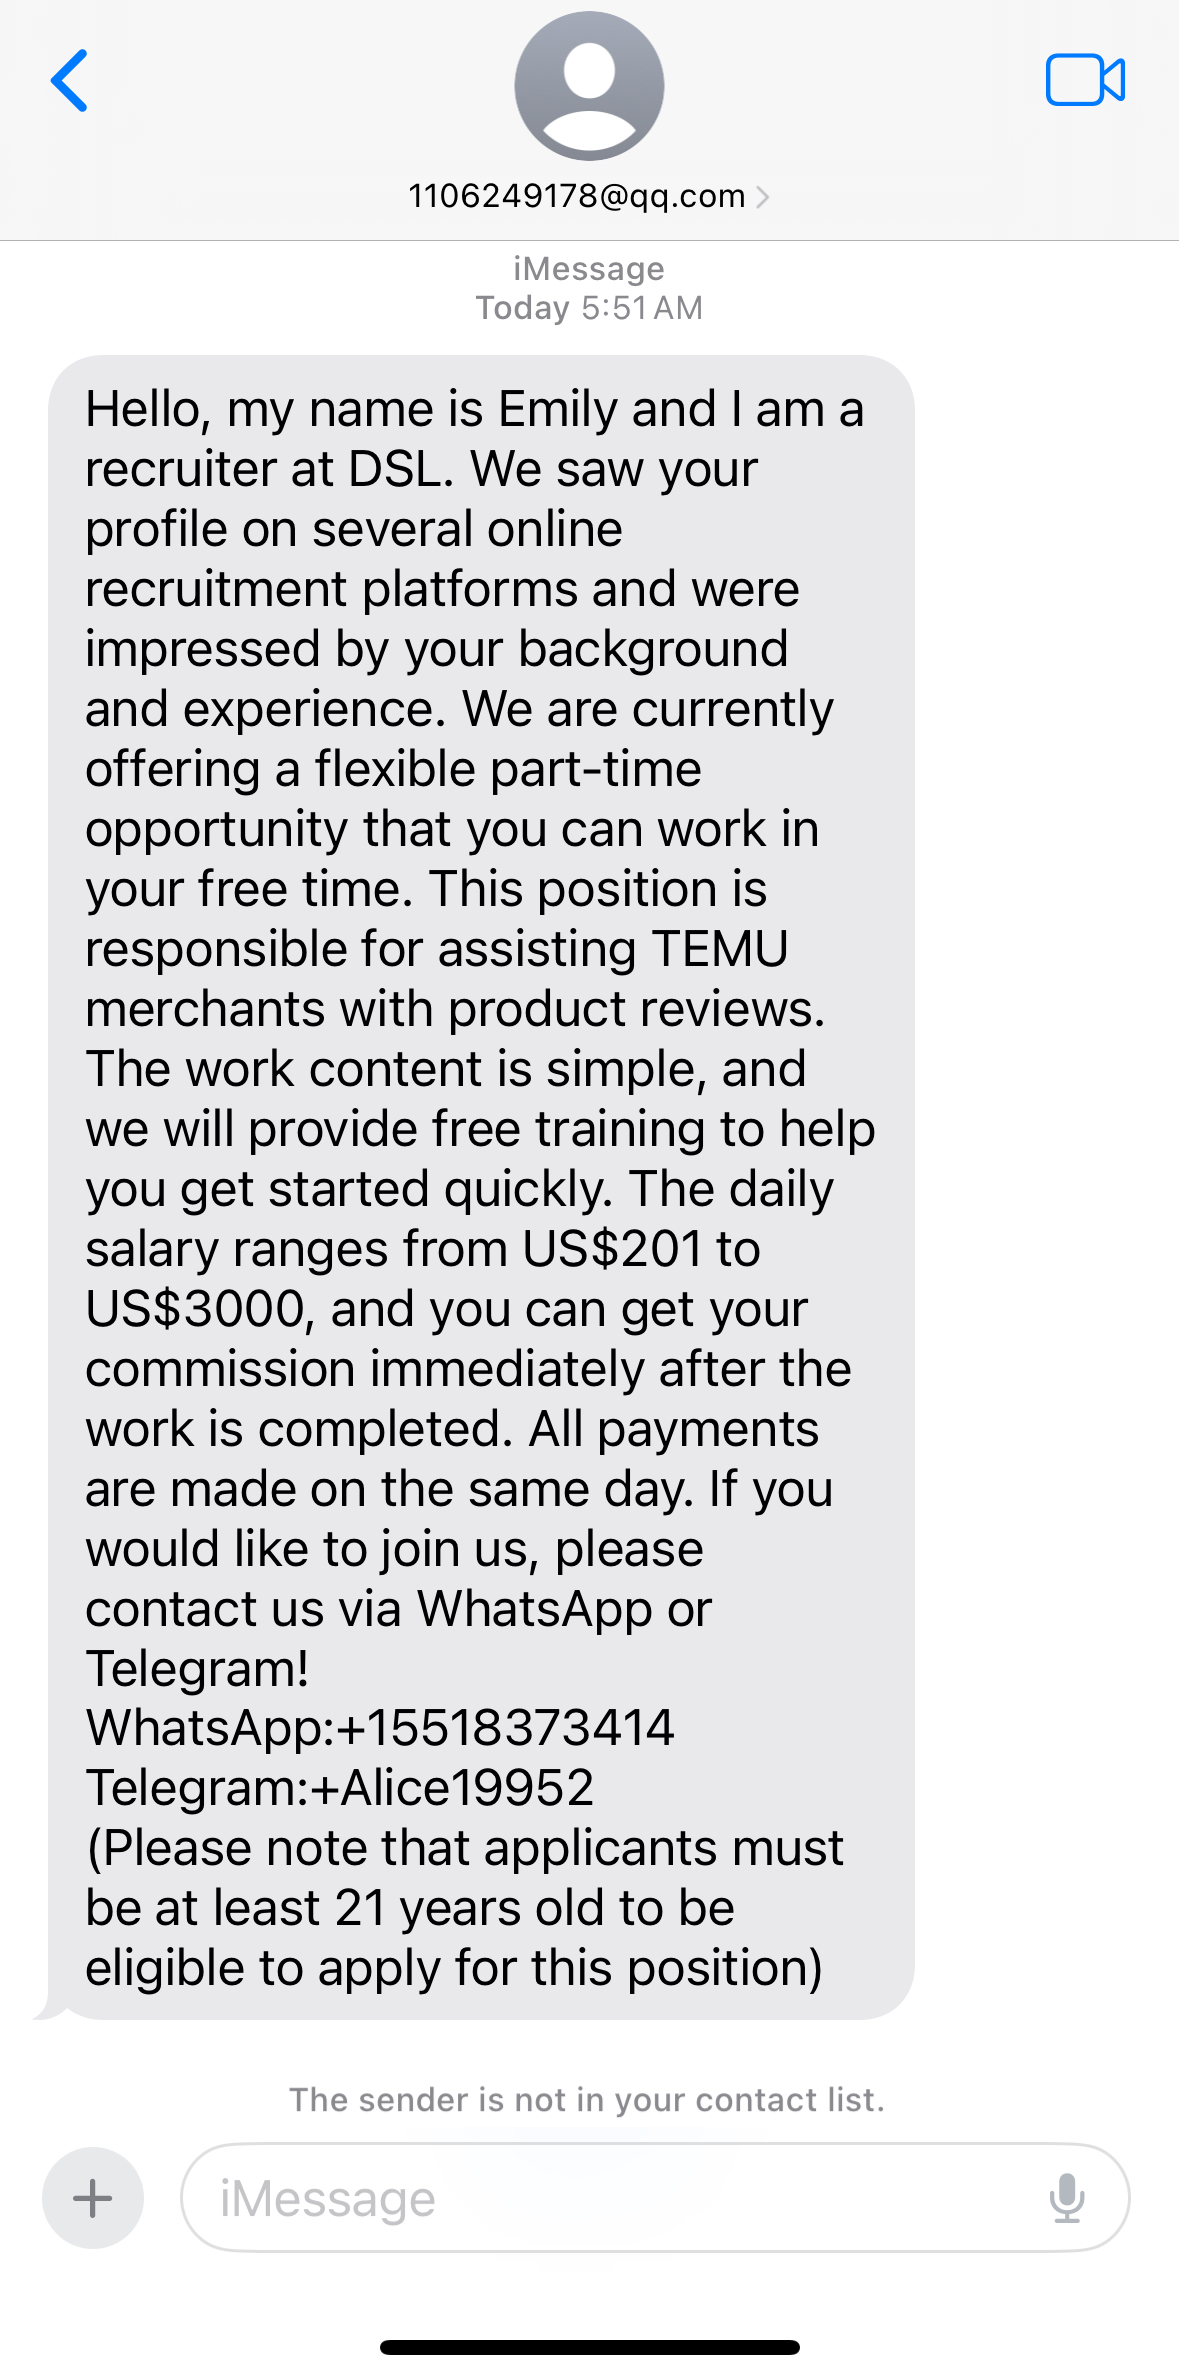 1106249178@qq.com
iMessage
Today 5:51 AM
Hello, my name is Emily and I am a
recruiter at DSL. We saw your
profile on several online
recruitment platforms and were
impressed by your background
and experience. We are currently
offering a flexible part-time
opportunity that you can work in
your free time. This position is
responsible for assisting TEMU
merchants with product reviews.
The work content is simple, and
we will provide free training to help
you get started quickly. The daily
salary ranges from US$201 to
US$3000, and you can get your
commission immediately after the
work is completed. All payments
are made on the same day. If you
would like to join us, please
contact us via WhatsApp or
Telegram!
WhatsApp:+15518373414
Telegram:+Alice19952
(Please note that applicants must
be at least 21 years old to be
eligible to apply for this position)
The sender is not in your contact list.
iMessage